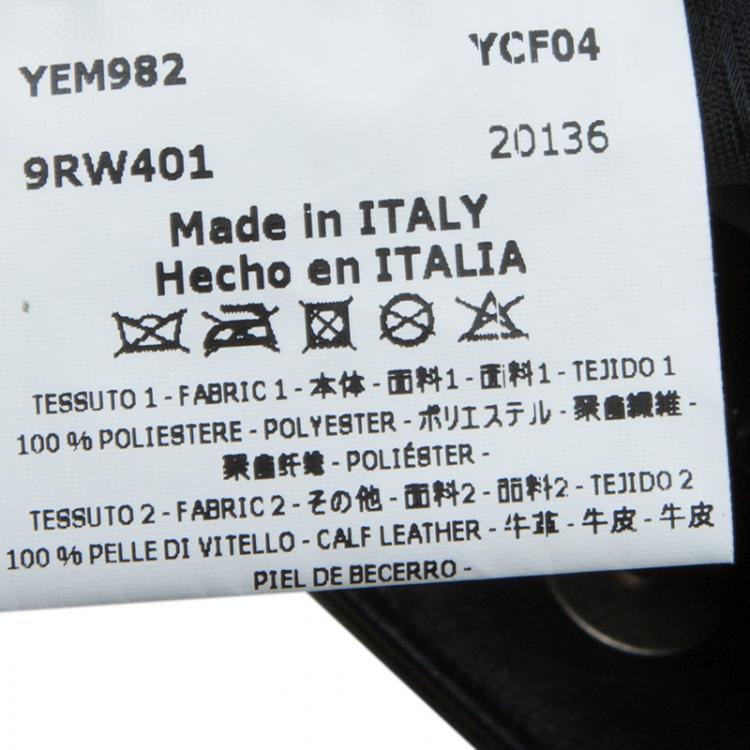 YEM982 YCF04
9RW401 20136
Made in ITALY
Hecho en ITALIA
TESSUTO 1 - FABRIC 1 - 本体 - 面料1 - 面料1 - TEJIDO 1
100 % POLIESTERE - POLYESTER - ポリエステル - 聚酯纖維 -
聚酯纤维 - POLIÉSTER -
TESSUTO 2 - FABRIC 2 - その他 - 面料2 - 面料2 - TEJIDO 2
100 % PELLE DI VITELLO - CALF LEATHER - 牛革 - 牛皮 - 牛皮
PIEL DE BECERRO -